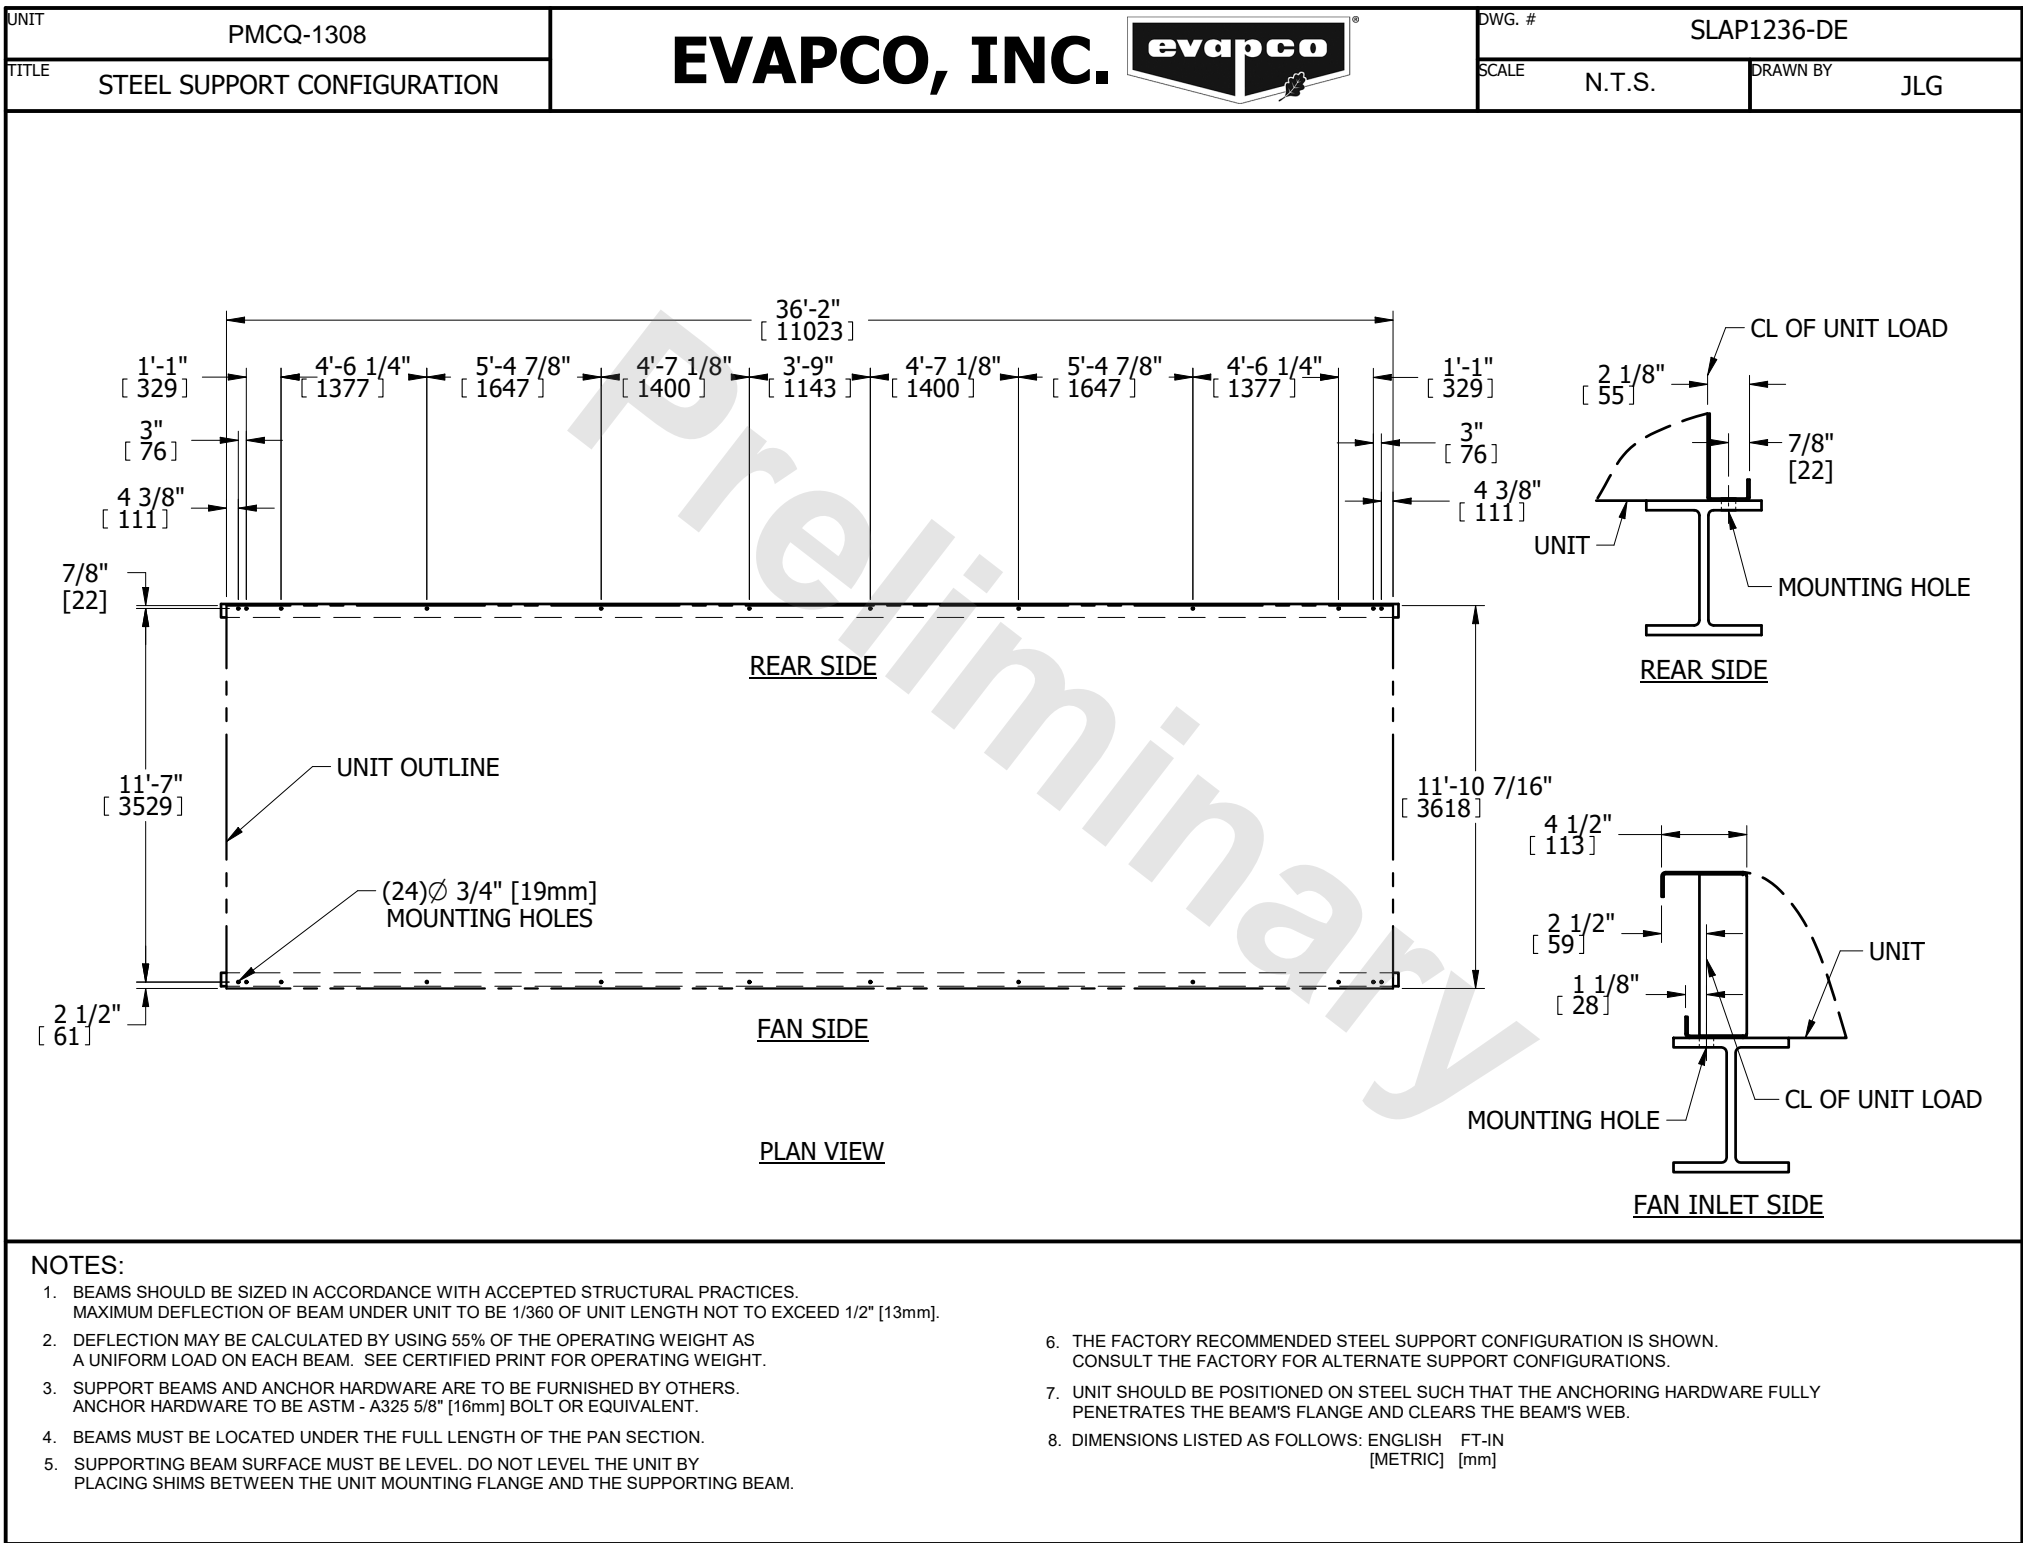 UNIT
PMCQ-1308
TITLE
STEEL SUPPORT CONFIGURATION
EVAPCO, INC.
evapco
®
DWG. #
SLAP1236-DE
SCALE
N.T.S.
DRAWN BY
JLG
36'-2"
[ 11023 ]
1'-1"
[ 329 ]
4'-6 1/4"
[ 1377 ]
5'-4 7/8"
[ 1647 ]
4'-7 1/8"
[ 1400 ]
3'-9"
[ 1143 ]
4'-7 1/8"
[ 1400 ]
5'-4 7/8"
[ 1647 ]
4'-6 1/4"
[ 1377 ]
1'-1"
[ 329 ]
3"
[ 76 ]
3"
[ 76 ]
4 3/8"
[ 111 ]
4 3/8"
[ 111 ]
7/8"
[22]
REAR SIDE
UNIT OUTLINE
11'-7"
[ 3529 ]
11'-10 7/16"
[ 3618 ]
(24)∅ 3/4" [19mm]
MOUNTING HOLES
2 1/2"
[ 61 ]
FAN SIDE
PLAN VIEW
Preliminary
CL OF UNIT LOAD
2 1/8"
[ 55 ]
7/8"
[22]
UNIT
MOUNTING HOLE
REAR SIDE
4 1/2"
[ 113 ]
2 1/2"
[ 59 ]
UNIT
1 1/8"
[ 28 ]
CL OF UNIT LOAD
MOUNTING HOLE
FAN INLET SIDE
NOTES:
1. BEAMS SHOULD BE SIZED IN ACCORDANCE WITH ACCEPTED STRUCTURAL PRACTICES.
MAXIMUM DEFLECTION OF BEAM UNDER UNIT TO BE 1/360 OF UNIT LENGTH NOT TO EXCEED 1/2" [13mm].
2. DEFLECTION MAY BE CALCULATED BY USING 55% OF THE OPERATING WEIGHT AS
A UNIFORM LOAD ON EACH BEAM. SEE CERTIFIED PRINT FOR OPERATING WEIGHT.
3. SUPPORT BEAMS AND ANCHOR HARDWARE ARE TO BE FURNISHED BY OTHERS.
ANCHOR HARDWARE TO BE ASTM - A325 5/8" [16mm] BOLT OR EQUIVALENT.
4. BEAMS MUST BE LOCATED UNDER THE FULL LENGTH OF THE PAN SECTION.
5. SUPPORTING BEAM SURFACE MUST BE LEVEL. DO NOT LEVEL THE UNIT BY
PLACING SHIMS BETWEEN THE UNIT MOUNTING FLANGE AND THE SUPPORTING BEAM.
6. THE FACTORY RECOMMENDED STEEL SUPPORT CONFIGURATION IS SHOWN.
CONSULT THE FACTORY FOR ALTERNATE SUPPORT CONFIGURATIONS.
7. UNIT SHOULD BE POSITIONED ON STEEL SUCH THAT THE ANCHORING HARDWARE FULLY
PENETRATES THE BEAM'S FLANGE AND CLEARS THE BEAM'S WEB.
8. DIMENSIONS LISTED AS FOLLOWS: ENGLISH FT-IN
[METRIC] [mm]